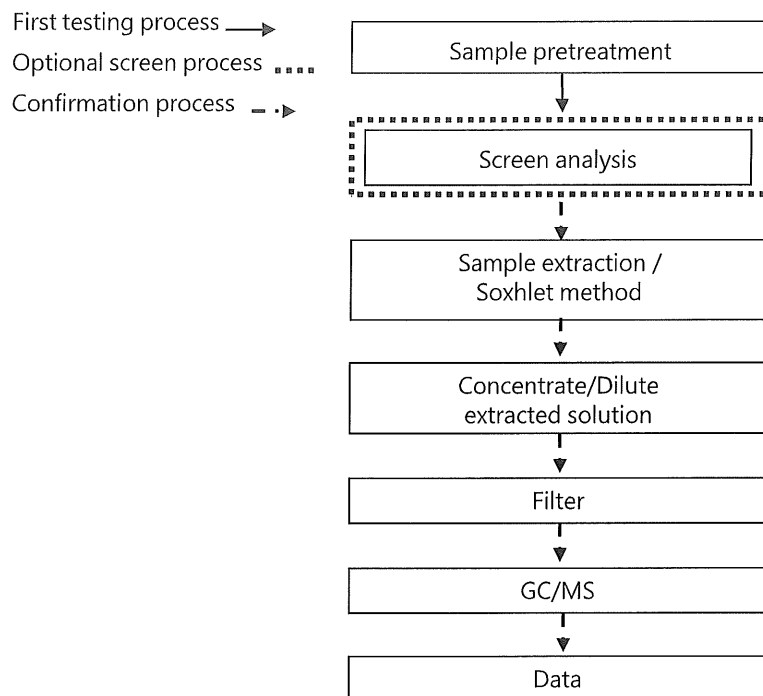 First testing process
Optional screen process
Confirmation process
Sample pretreatment
Screen analysis
Sample extraction /
Soxhlet method
Concentrate/Dilute
extracted solution
Filter
GC/MS
Data